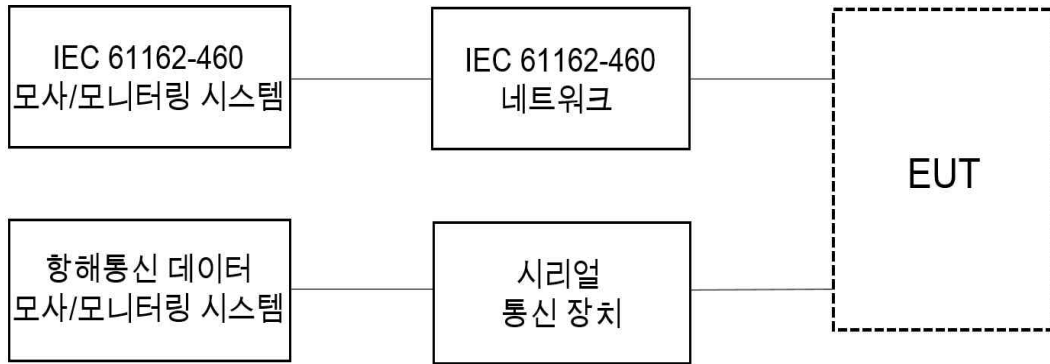 IEC 61162-460
모사/모니터링 시스템
IEC 61162-460
네트워크
EUT
항해통신 데이터
모사/모니터링 시스템
시리얼
통신 장치